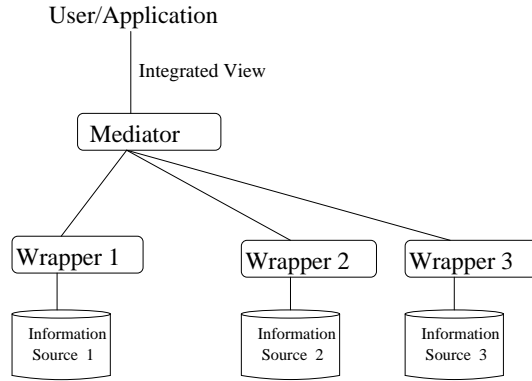 User/Application
Integrated View
Mediator
Wrapper 1
Wrapper 2
Wrapper 3
Information
Source 1
Information
Source 2
Information
Source 3